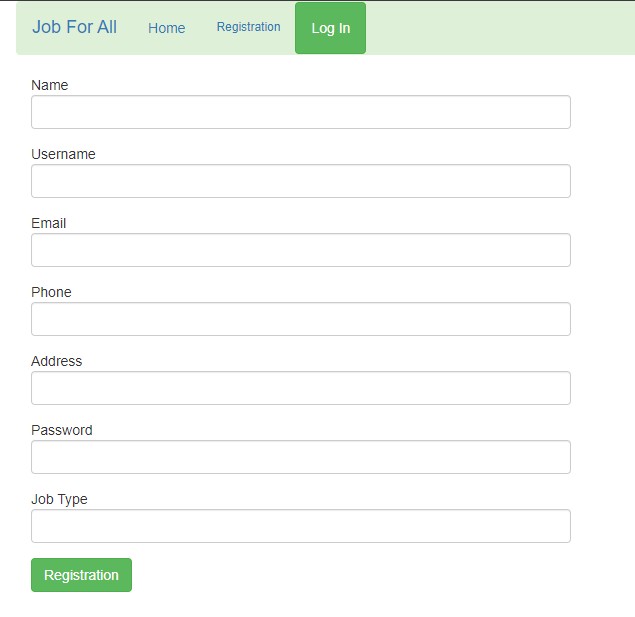 Job For All Home Registration Log In
Name
Username
Email
Phone
Address
Password
Job Type
Registration